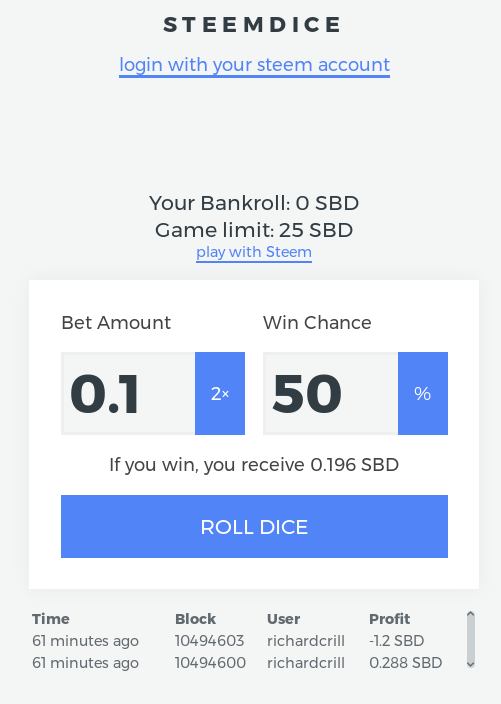 STEEMDICE
login with your steem account
Your Bankroll: 0 SBD
Game limit: 25 SBD
play with Steem
Bet Amount Win Chance
0.1 2× 50 %
If you win, you receive 0.196 SBD
ROLL DICE
Time Block User Profit
61 minutes ago 10494603 richardcrill -1.2 SBD
61 minutes ago 10494600 richardcrill 0.288 SBD